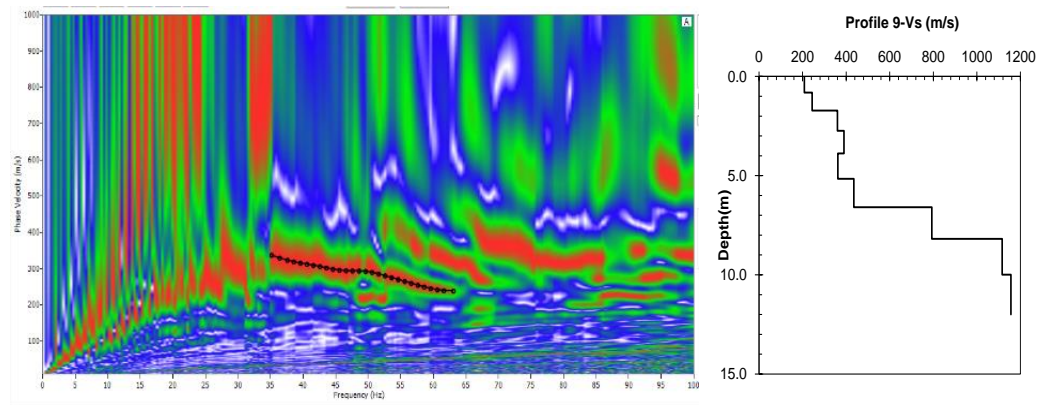 A
1000
900
800
700
600
500
400
300
200
100
Phase Velocity (m/s)
0 5 10 15 20 25 30 35 40 45 50 55 60 65 70 75 80 85 90 95 100
Frequency (Hz)
Profile 9-Vs (m/s)
0 200 400 600 800 1000 1200
0.0
5.0
10.0
15.0
Depth(m)